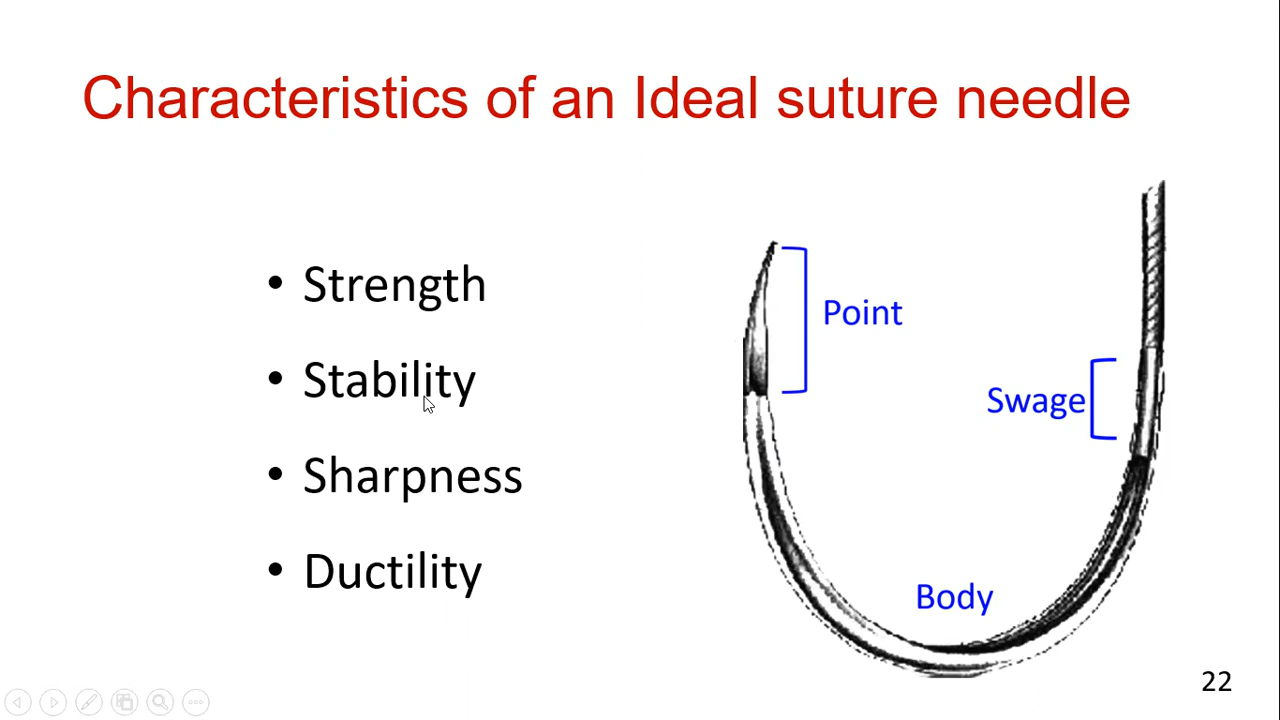 Characteristics of an Ideal suture needle
• Strength
• Stability
• Sharpness
• Ductility
Point
Swage
Body
22